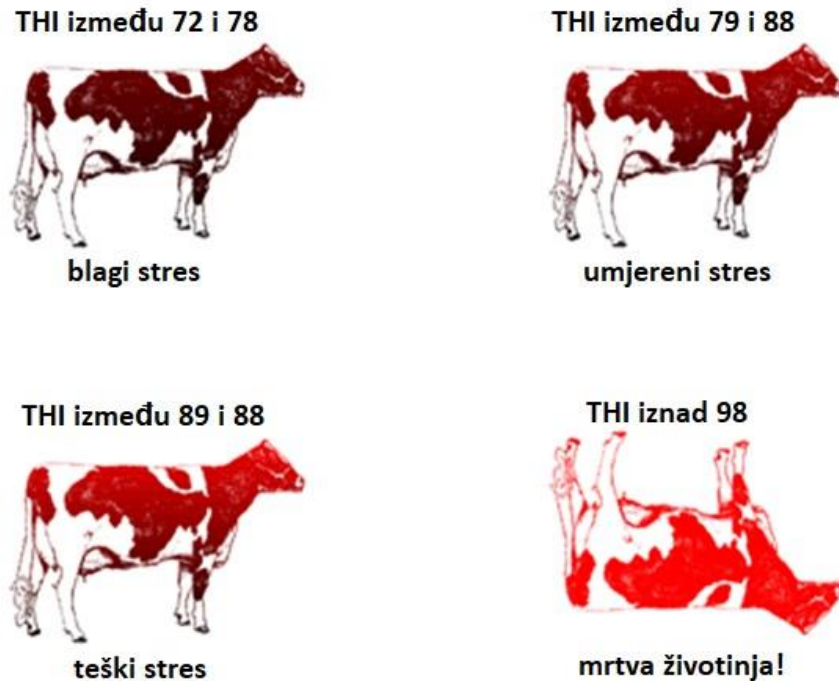 THI između 72 i 78
THI između 79 i 88
blagi stres
umjereni stres
THI između 89 i 88
THI iznad 98
teški stres
mrtva životinja!